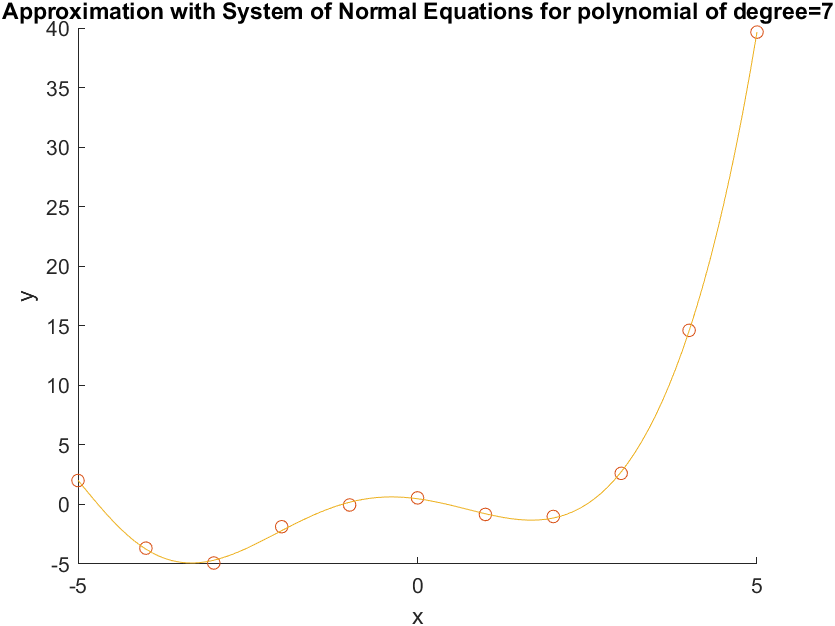 Approximation with System of Normal Equations for polynomial of degree=7
40
35
30
25
20
15
10
5
0
-5
y
-5 0 5
x